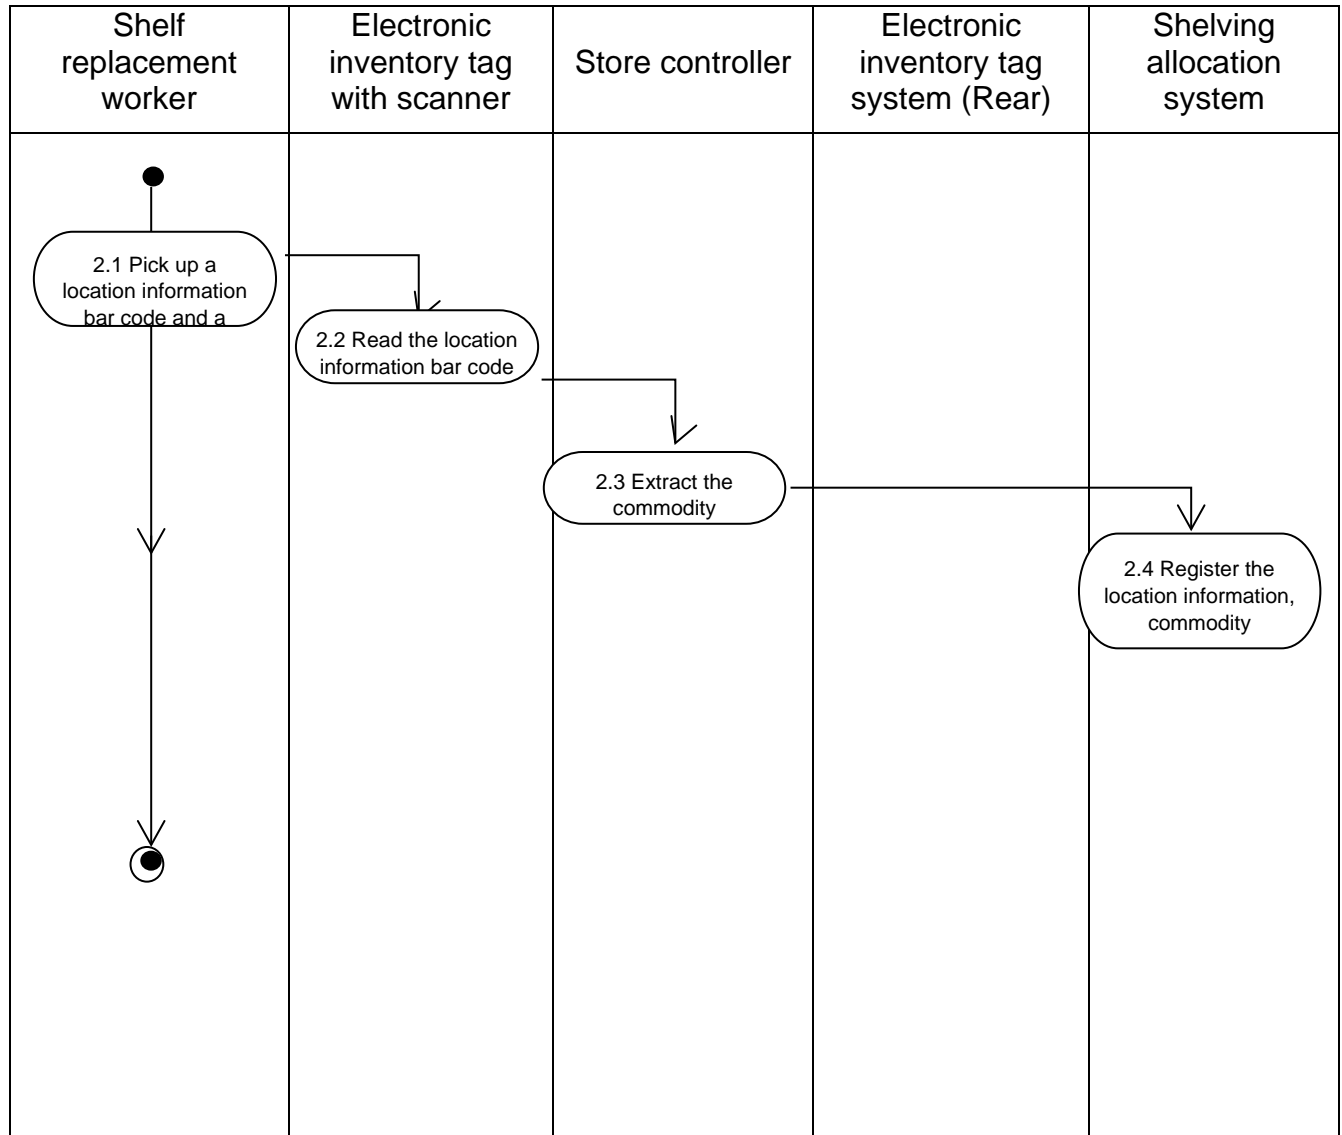 Shelf
replacement
worker
Electronic
inventory tag
with scanner
Store controller
Electronic
inventory tag
system (Rear)
Shelving
allocation
system
2.1 Pick up a
location information
bar code and a
2.2 Read the location
information bar code
2.3 Extract the
commodity
2.4 Register the
location information,
commodity